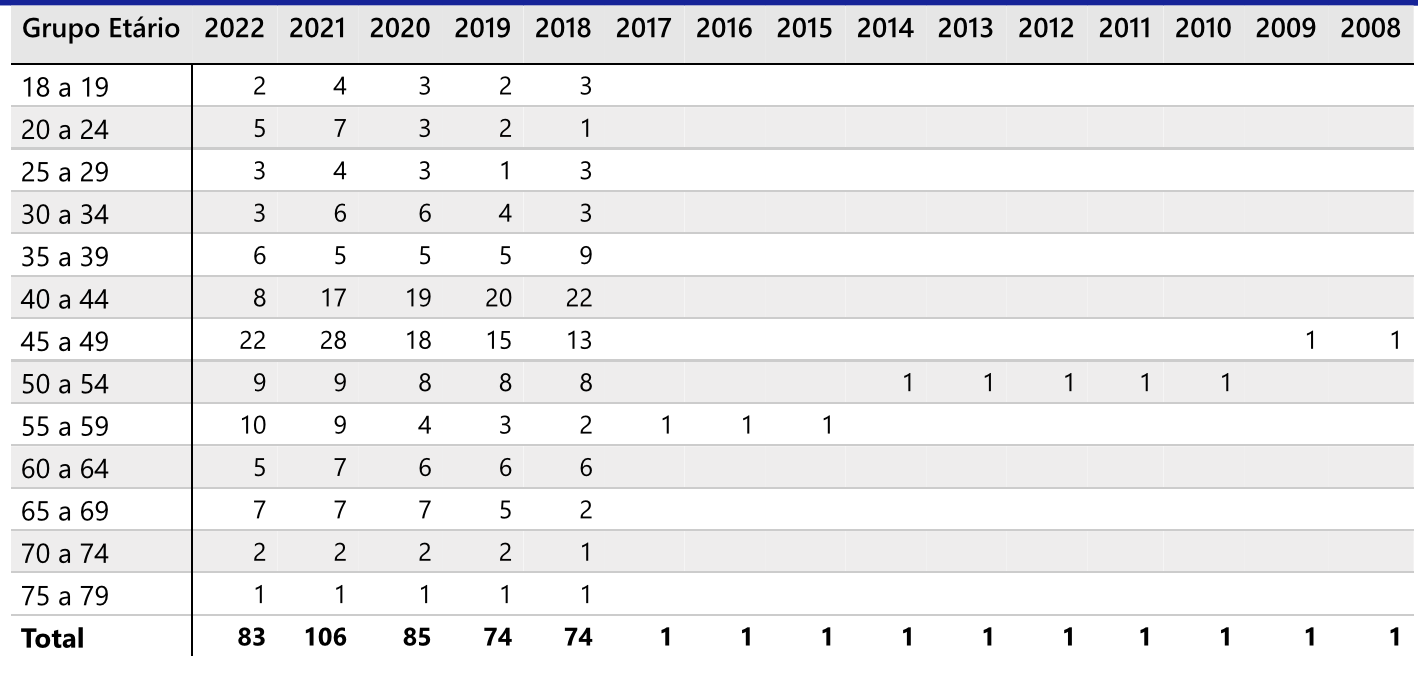 Grupo Etário 2022 2021 2020 2019 2018 2017 2016 2015 2014 2013 2012 2011 2010 2009 2008
18 a 19 2 4 3 2 3
20 a 24 5 7 3 2 1
25 a 29 3 4 3 1 3
30 a 34 3 6 6 4 3
35 a 39 6 5 5 5 9
40 a 44 8 17 19 20 22
45 a 49 22 28 18 15 13 1 1
50 a 54 9 9 8 8 8 1 1 1 1 1
55 a 59 10 9 4 3 2 1 1 1
60 a 64 5 7 6 6 6
65 a 69 7 7 7 5 2
70 a 74 2 2 2 2 1
75 a 79 1 1 1 1 1
Total 83 106 85 74 74 1 1 1 1 1 1 1 1 1 1